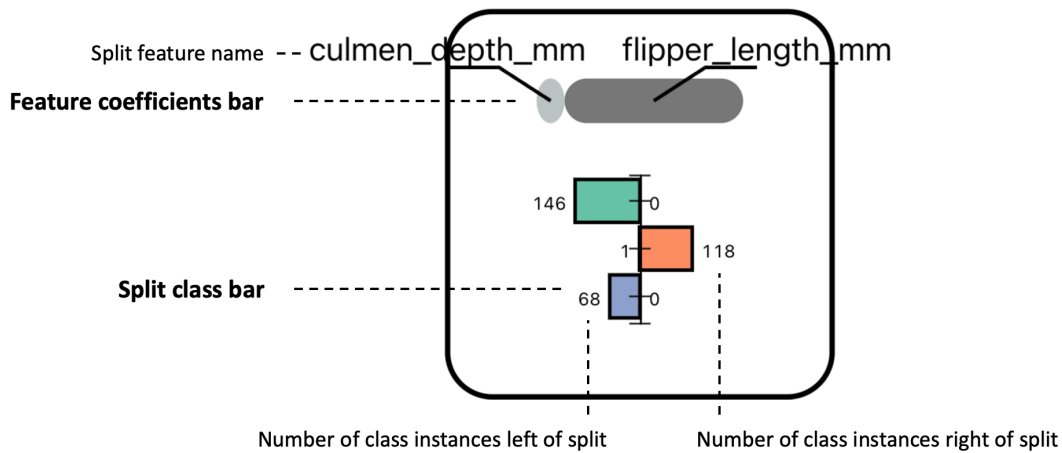 Split feature name
culmen_depth_mm
flipper_length_mm
Feature coefficients bar
146
0
1
118
Split class bar
68
0
Number of class instances left of split
Number of class instances right of split